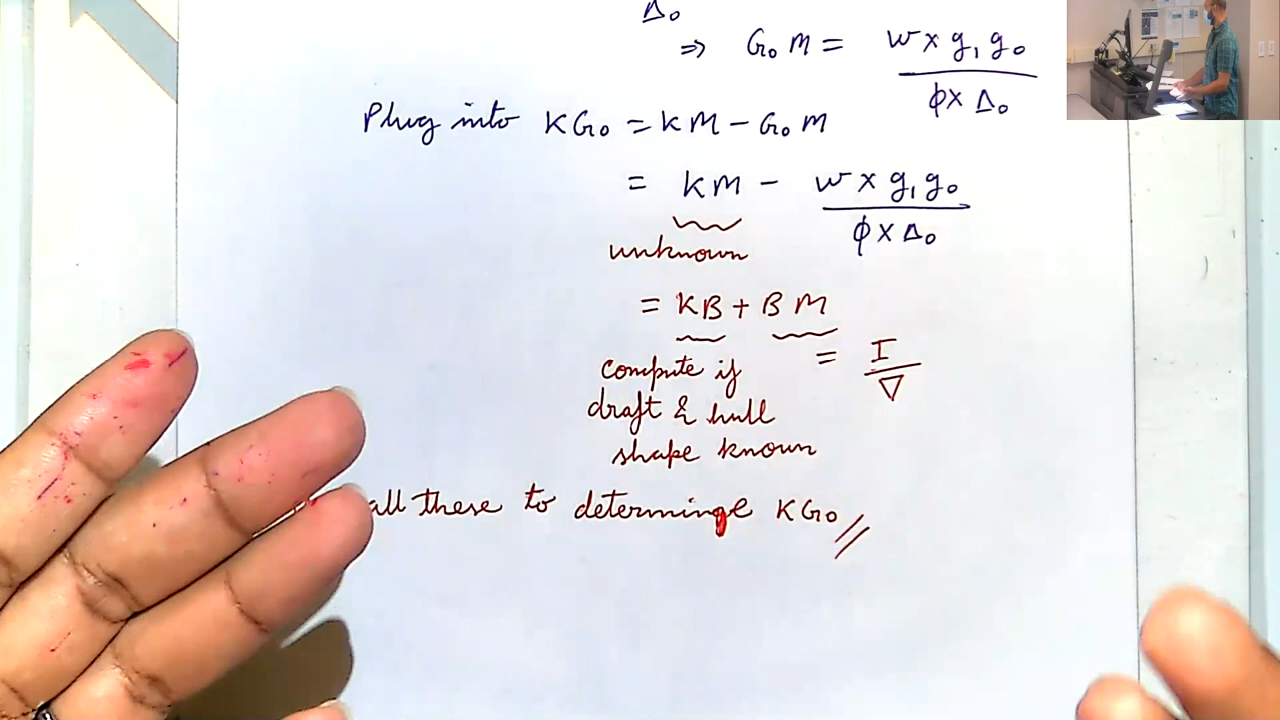 Δ₀
⇒ G₀M = w × g₁g₀ / ϕ × Δ₀
Plug into KG₀ = KM − G₀M
= KM − w × g₁g₀ / ϕ × Δ₀
unknown
= KB + BM
= I / ∇
compute if
draft & hull
shape known
all these to determine KG₀ //